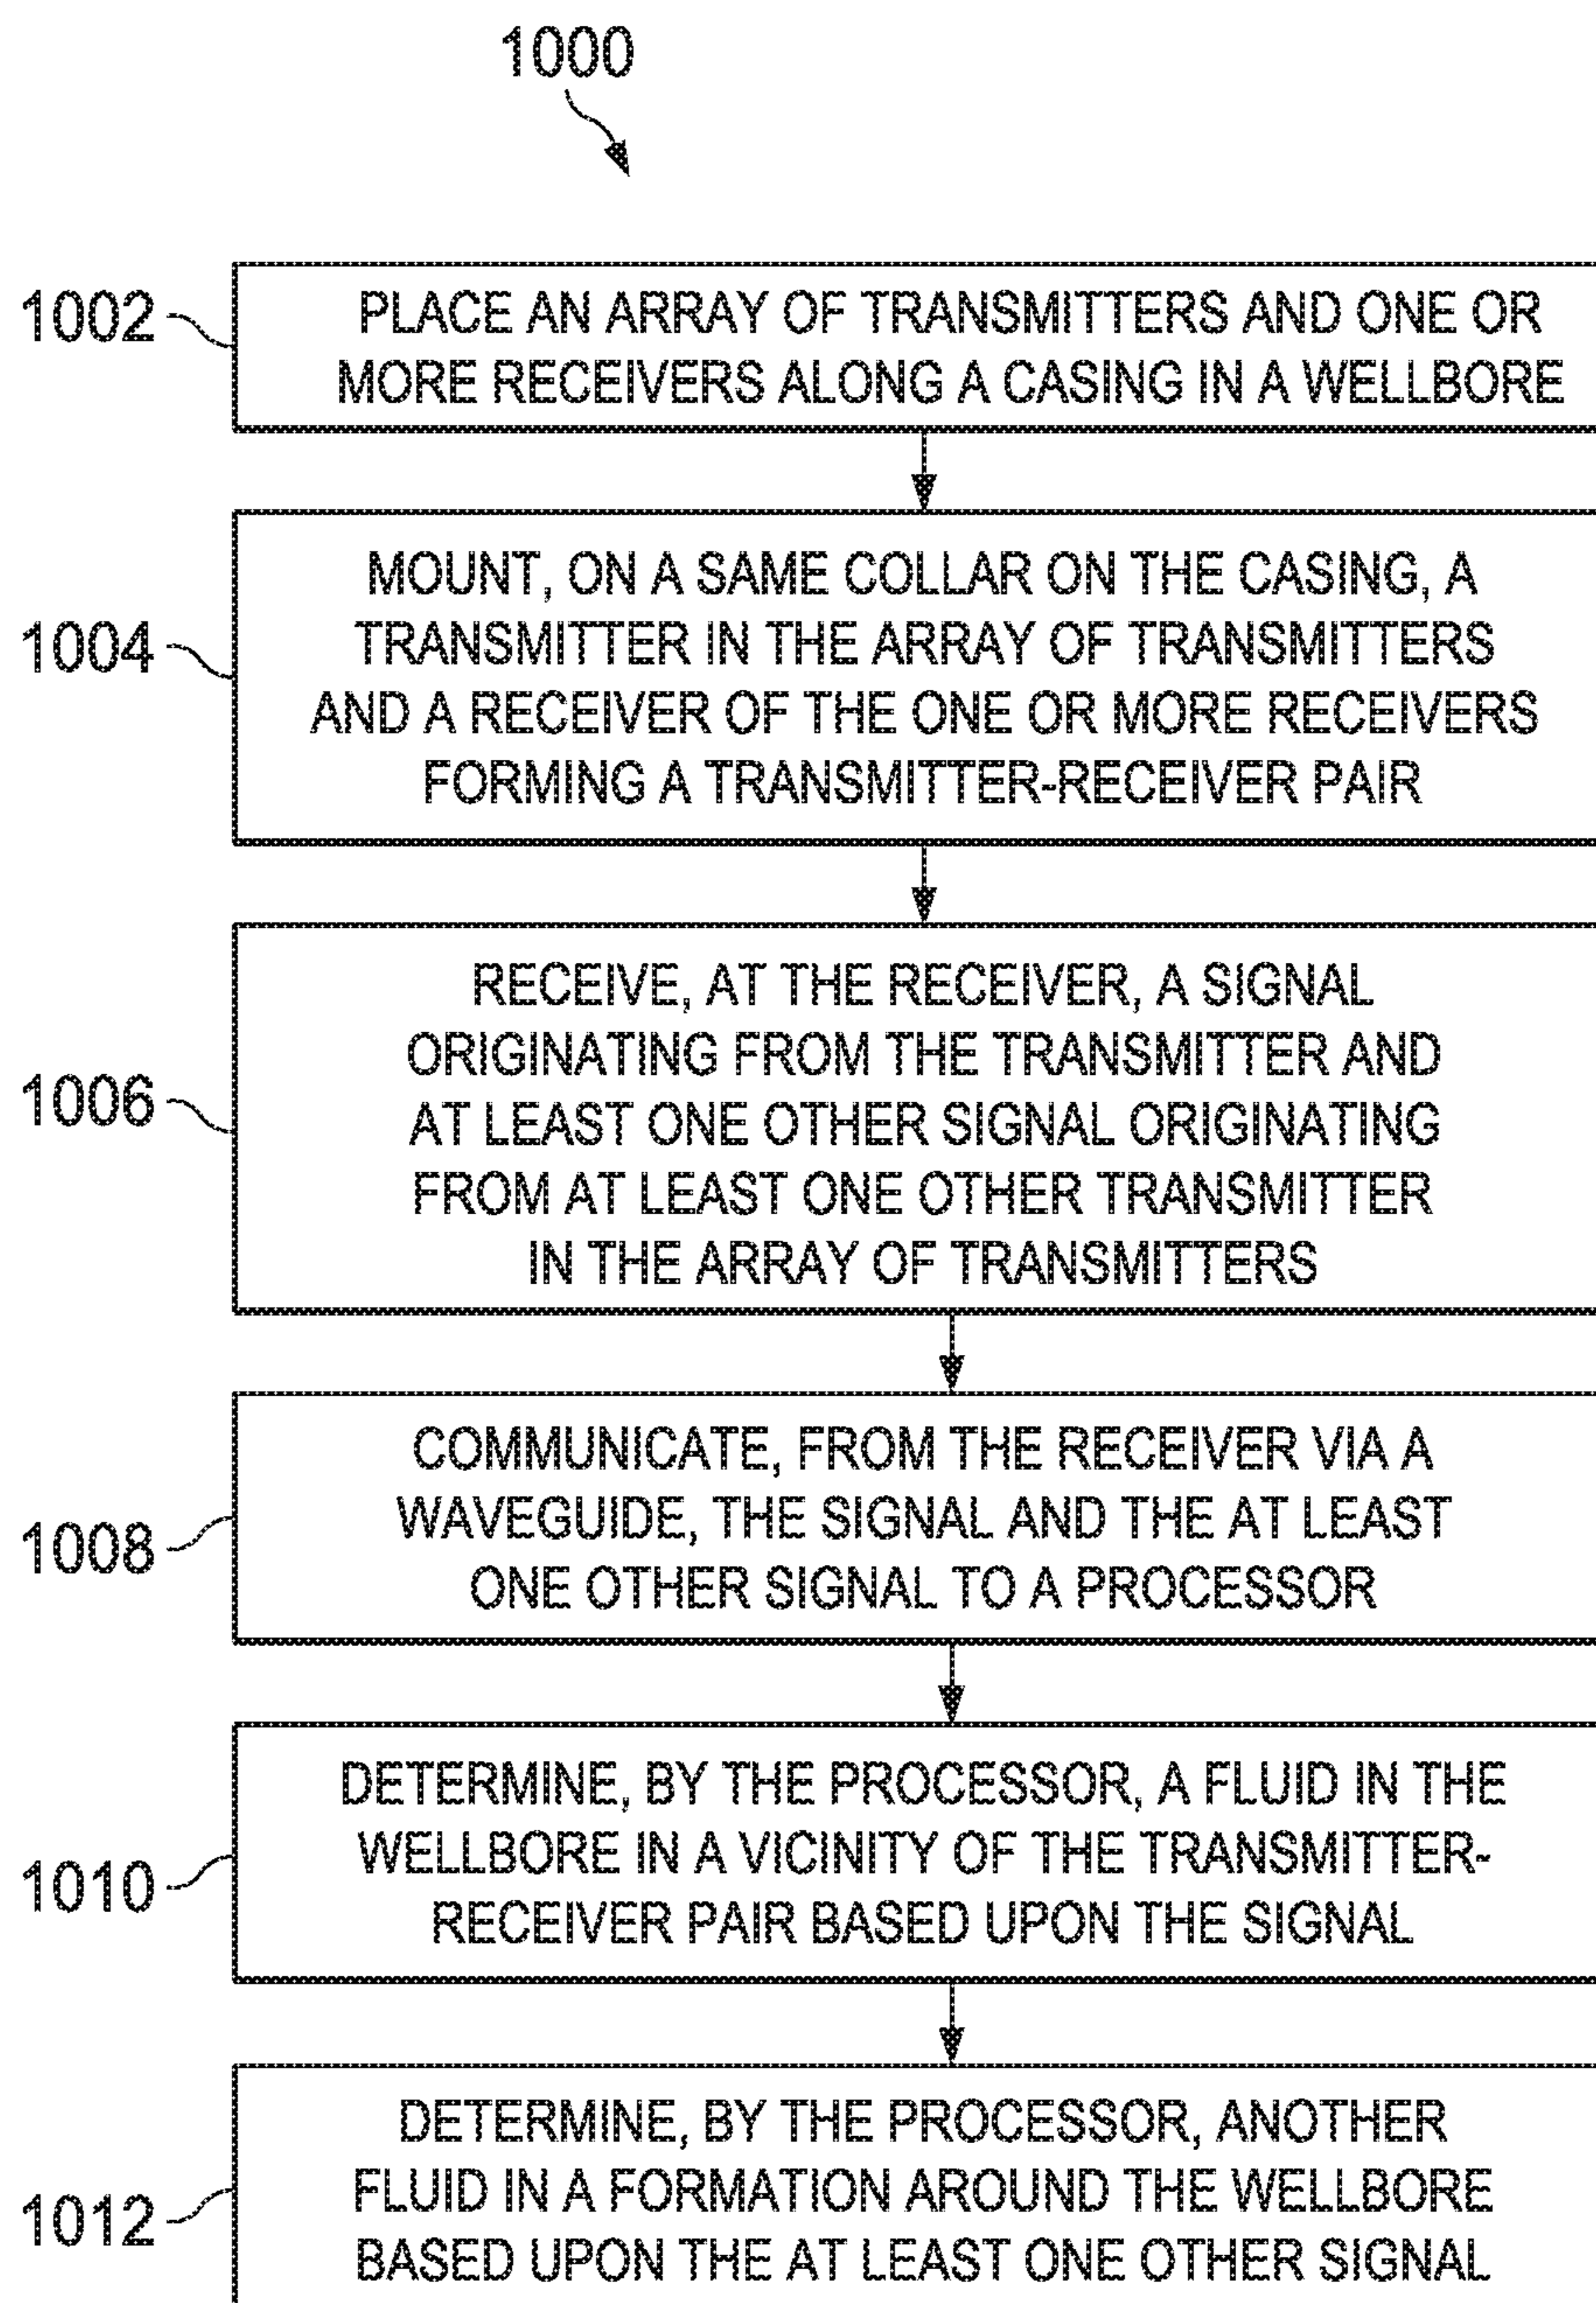 1000
1002
PLACE AN ARRAY OF TRANSMITTERS AND ONE OR
MORE RECEIVERS ALONG A CASING IN A WELLBORE
1004
MOUNT, ON A SAME COLLAR ON THE CASING, A
TRANSMITTER IN THE ARRAY OF TRANSMITTERS
AND A RECEIVER OF THE ONE OR MORE RECEIVERS
FORMING A TRANSMITTER-RECEIVER PAIR
1006
RECEIVE, AT THE RECEIVER, A SIGNAL
ORIGINATING FROM THE TRANSMITTER AND
AT LEAST ONE OTHER SIGNAL ORIGINATING
FROM AT LEAST ONE OTHER TRANSMITTER
IN THE ARRAY OF TRANSMITTERS
1008
COMMUNICATE, FROM THE RECEIVER VIA A
WAVEGUIDE, THE SIGNAL AND THE AT LEAST
ONE OTHER SIGNAL TO A PROCESSOR
1010
DETERMINE, BY THE PROCESSOR, A FLUID IN THE
WELLBORE IN A VICINITY OF THE TRANSMITTER-
RECEIVER PAIR BASED UPON THE SIGNAL
1012
DETERMINE, BY THE PROCESSOR, ANOTHER
FLUID IN A FORMATION AROUND THE WELLBORE
BASED UPON THE AT LEAST ONE OTHER SIGNAL